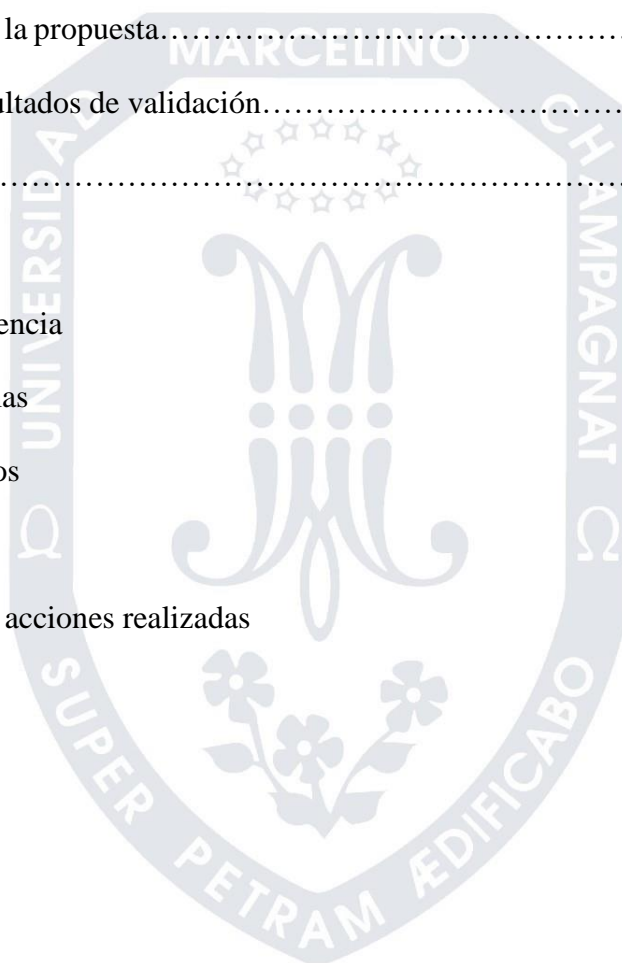 la propuesta……………………………………………
ultados de validación…………………………………
……………………………………………………………
encia
as
os
acciones realizadas
UNIVERSIDAD
MARCELINO
CHAMPAGNAT
Ω Ω
SUPER PETRAM ÆDIFICABO